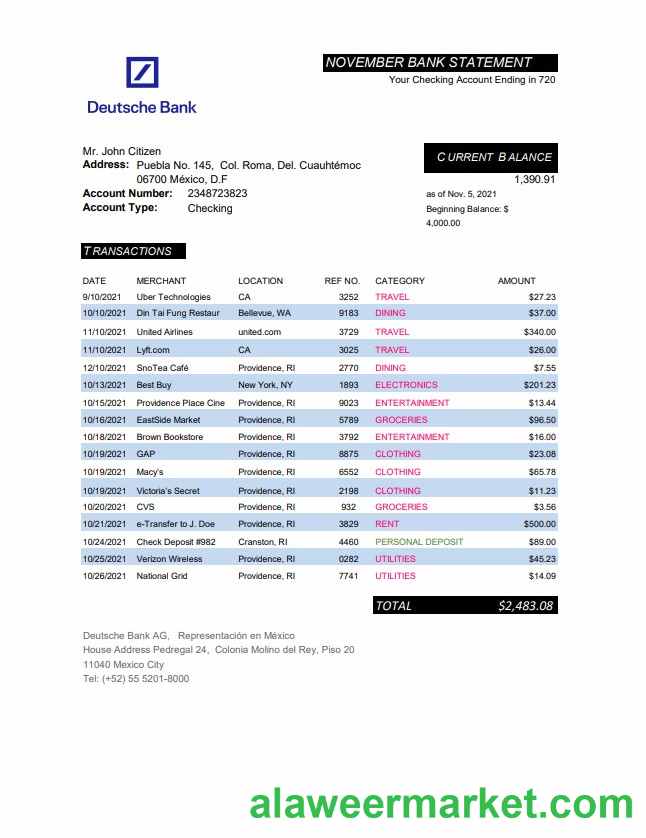 NOVEMBER BANK STATEMENT
Your Checking Account Ending in 720
Deutsche Bank
Mr. John Citizen
Address: Puebla No. 145, Col. Roma, Del. Cuauhtémoc
06700 México, D.F
Account Number: 2348723823
Account Type: Checking
CURRENT BALANCE
1,390.91
as of Nov. 5, 2021
Beginning Balance: $
4,000.00
TRANSACTIONS
DATE MERCHANT LOCATION REF NO. CATEGORY AMOUNT
9/10/2021 Uber Technologies CA 3252 TRAVEL $27.23
10/10/2021 Din Tai Fung Restaur Bellevue, WA 9183 DINING $37.00
11/10/2021 United Airlines united.com 3729 TRAVEL $340.00
11/10/2021 Lyft.com CA 3025 TRAVEL $26.00
12/10/2021 SnoTea Café Providence, RI 2770 DINING $7.55
10/13/2021 Best Buy New York, NY 1893 ELECTRONICS $201.23
10/15/2021 Providence Place Cine Providence, RI 9023 ENTERTAINMENT $13.44
10/16/2021 EastSide Market Providence, RI 5789 GROCERIES $96.50
10/18/2021 Brown Bookstore Providence, RI 3792 ENTERTAINMENT $16.00
10/19/2021 GAP Providence, RI 8875 CLOTHING $23.08
10/19/2021 Macy's Providence, RI 6552 CLOTHING $65.78
10/19/2021 Victoria's Secret Providence, RI 2198 CLOTHING $11.23
10/20/2021 CVS Providence, RI 932 GROCERIES $3.56
10/21/2021 e-Transfer to J. Doe Providence, RI 3829 RENT $500.00
10/24/2021 Check Deposit #982 Cranston, RI 4460 PERSONAL DEPOSIT $89.00
10/25/2021 Verizon Wireless Providence, RI 0282 UTILITIES $45.23
10/26/2021 National Grid Providence, RI 7741 UTILITIES $14.09
TOTAL $2,483.08
Deutsche Bank AG, Representación en México
House Address Pedregal 24, Colonia Molino del Rey, Piso 20
11040 Mexico City
Tel: (+52) 55 5201-8000
alaweermarket.com